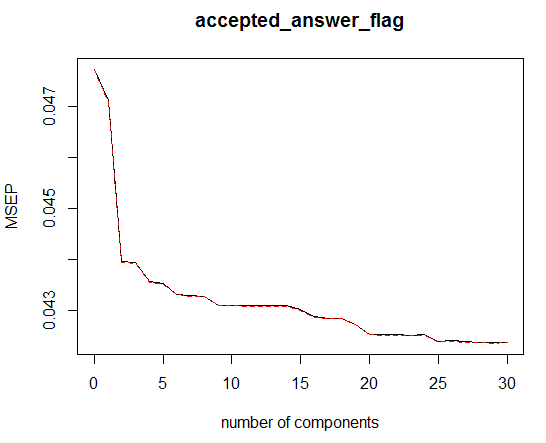 accepted_answer_flag
MSEP
0.047
0.045
0.043
0 5 10 15 20 25 30
number of components